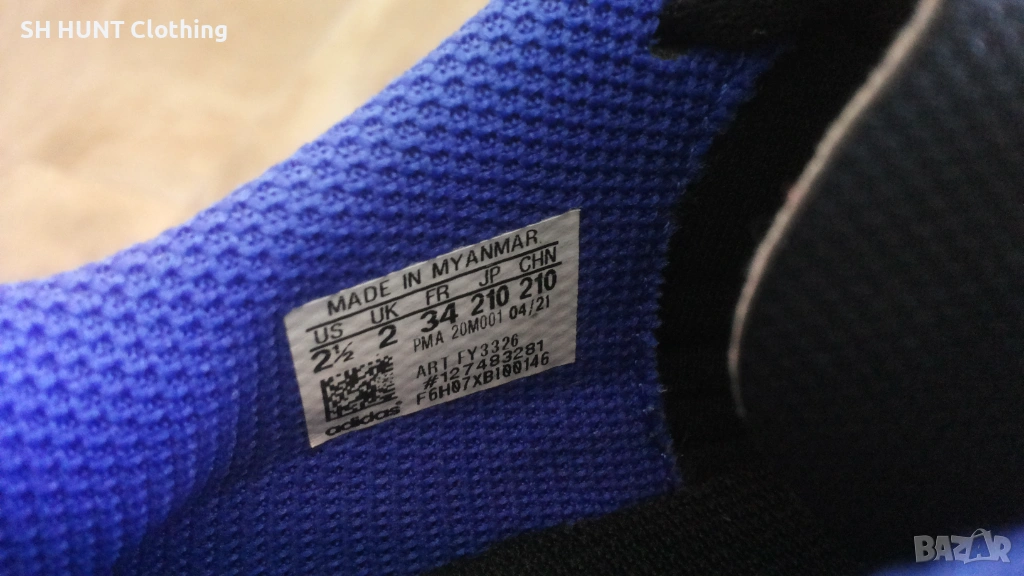 SH HUNT Clothing
MADE IN MYANMAR
US UK FR JP CHN
2½ 2 34 210 210
PMA 20M001 04/21
ART FY3326
#127483281
F6H07XBI00146
adidas
BAZAR